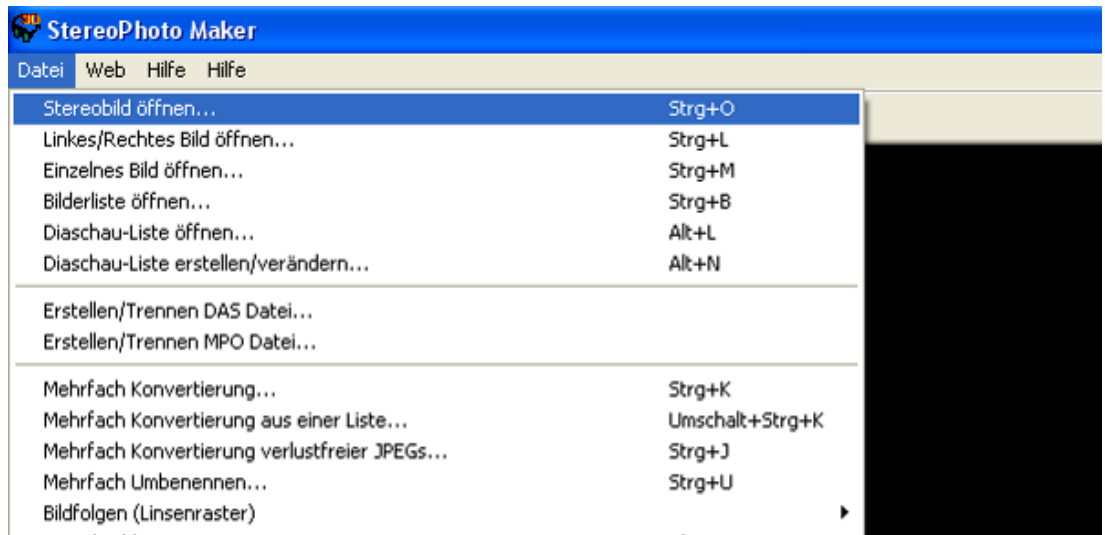 StereoPhoto Maker
Datei Web Hilfe Hilfe
Stereobild öffnen... Strg+O
Linkes/Rechtes Bild öffnen... Strg+L
Einzelnes Bild öffnen... Strg+M
Bilderliste öffnen... Strg+B
Diaschau-Liste öffnen... Alt+L
Diaschau-Liste erstellen/verändern... Alt+N
Erstellen/Trennen DAS Datei...
Erstellen/Trennen MPO Datei...
Mehrfach Konvertierung... Strg+K
Mehrfach Konvertierung aus einer Liste... Umschalt+Strg+K
Mehrfach Konvertierung verlustfreier JPEGs... Strg+J
Mehrfach Umbenennen... Strg+U
Bildfolgen (Linsenraster)